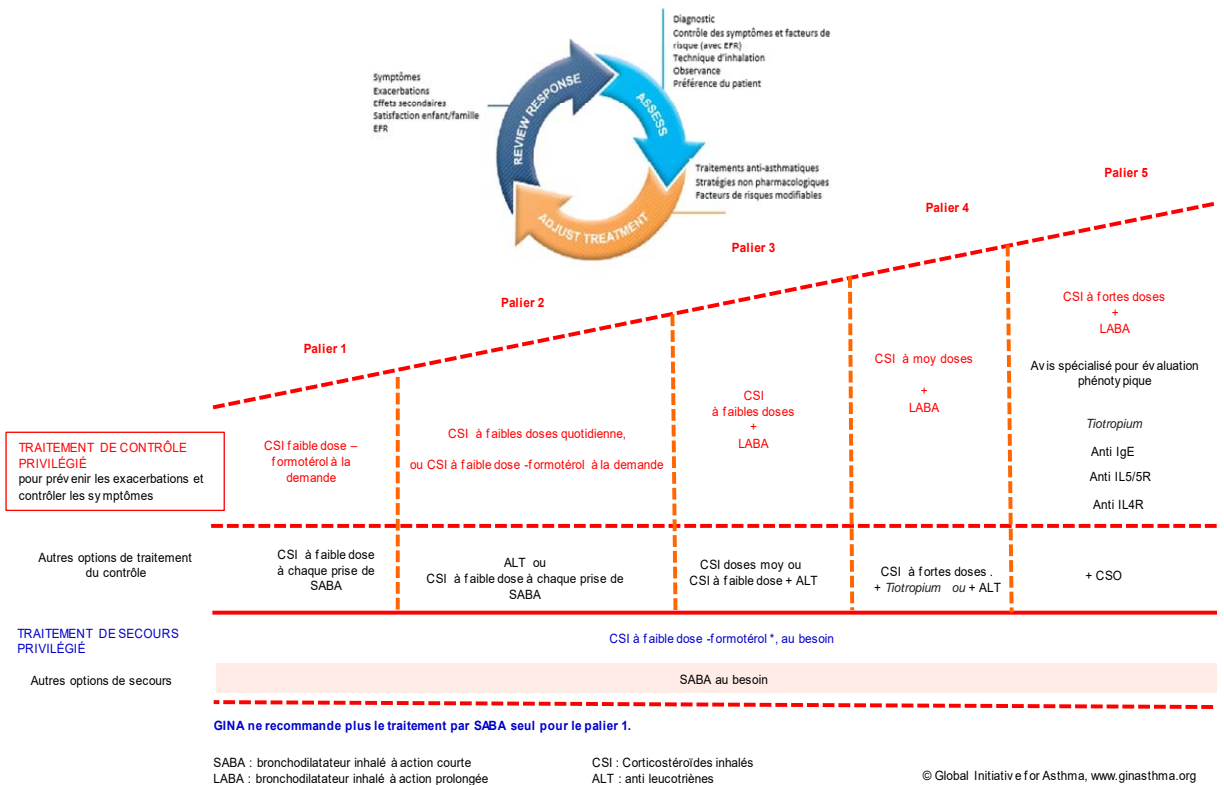 Diagnostic
Contrôle des symptômes et facteurs de
risque (avec EFR)
Technique d'inhalation
Observance
Préférence du patient
Symptômes
Exacerbations
Effets secondaires
Satisfaction enfant/famille
EFR
REVIEW RESPONSE
ASSESS
ADJUST TREATMENT
Traitements anti-asthmatiques
Stratégies non pharmacologiques
Facteurs de risques modifiables
Palier 5
Palier 4
Palier 3
Palier 2
Palier 1
TRAITEMENT DE CONTRÔLE
PRIVILÉGIÉ
pour prévenir les exacerbations et
contrôler les symptômes
CSI faible dose –
formotérol à la
demande
CSI à faibles doses quotidienne,
ou CSI à faible dose -formotérol à la demande
CSI
à faibles doses
+
LABA
CSI à moy doses
+
LABA
CSI à fortes doses
+
LABA
Avis spécialisé pour évaluation
phénotypique
Tiotropium
Anti IgE
Anti IL5/5R
Anti IL4R
Autres options de traitement
du contrôle
CSI à faible dose
à chaque prise de
SABA
ALT ou
CSI à faible dose à chaque prise de
SABA
CSI doses moy ou
CSI à faible dose + ALT
CSI à fortes doses .
+ Tiotropium ou + ALT
+ CSO
TRAITEMENT DE SECOURS
PRIVILÉGIÉ
CSI à faible dose -formotérol *, au besoin
Autres options de secours
SABA au besoin
GINA ne recommande plus le traitement par SABA seul pour le palier 1.
SABA : bronchodilatateur inhalé à action courte
LABA : bronchodilatateur inhalé à action prolongée
CSI : Corticostéroïdes inhalés
ALT : anti leucotriènes
© Global Initiative for Asthma, www.ginasthma.org